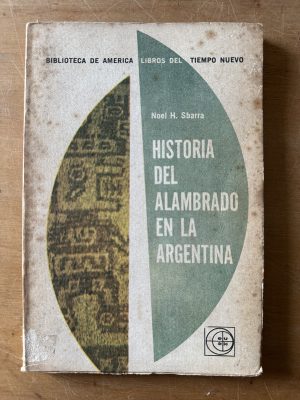 BIBLIOTECA DE AMERICA LIBROS DEL TIEMPO NUEVO
Noel H. Sbarra
HISTORIA
DEL
ALAMBRADO
EN LA
ARGENTINA